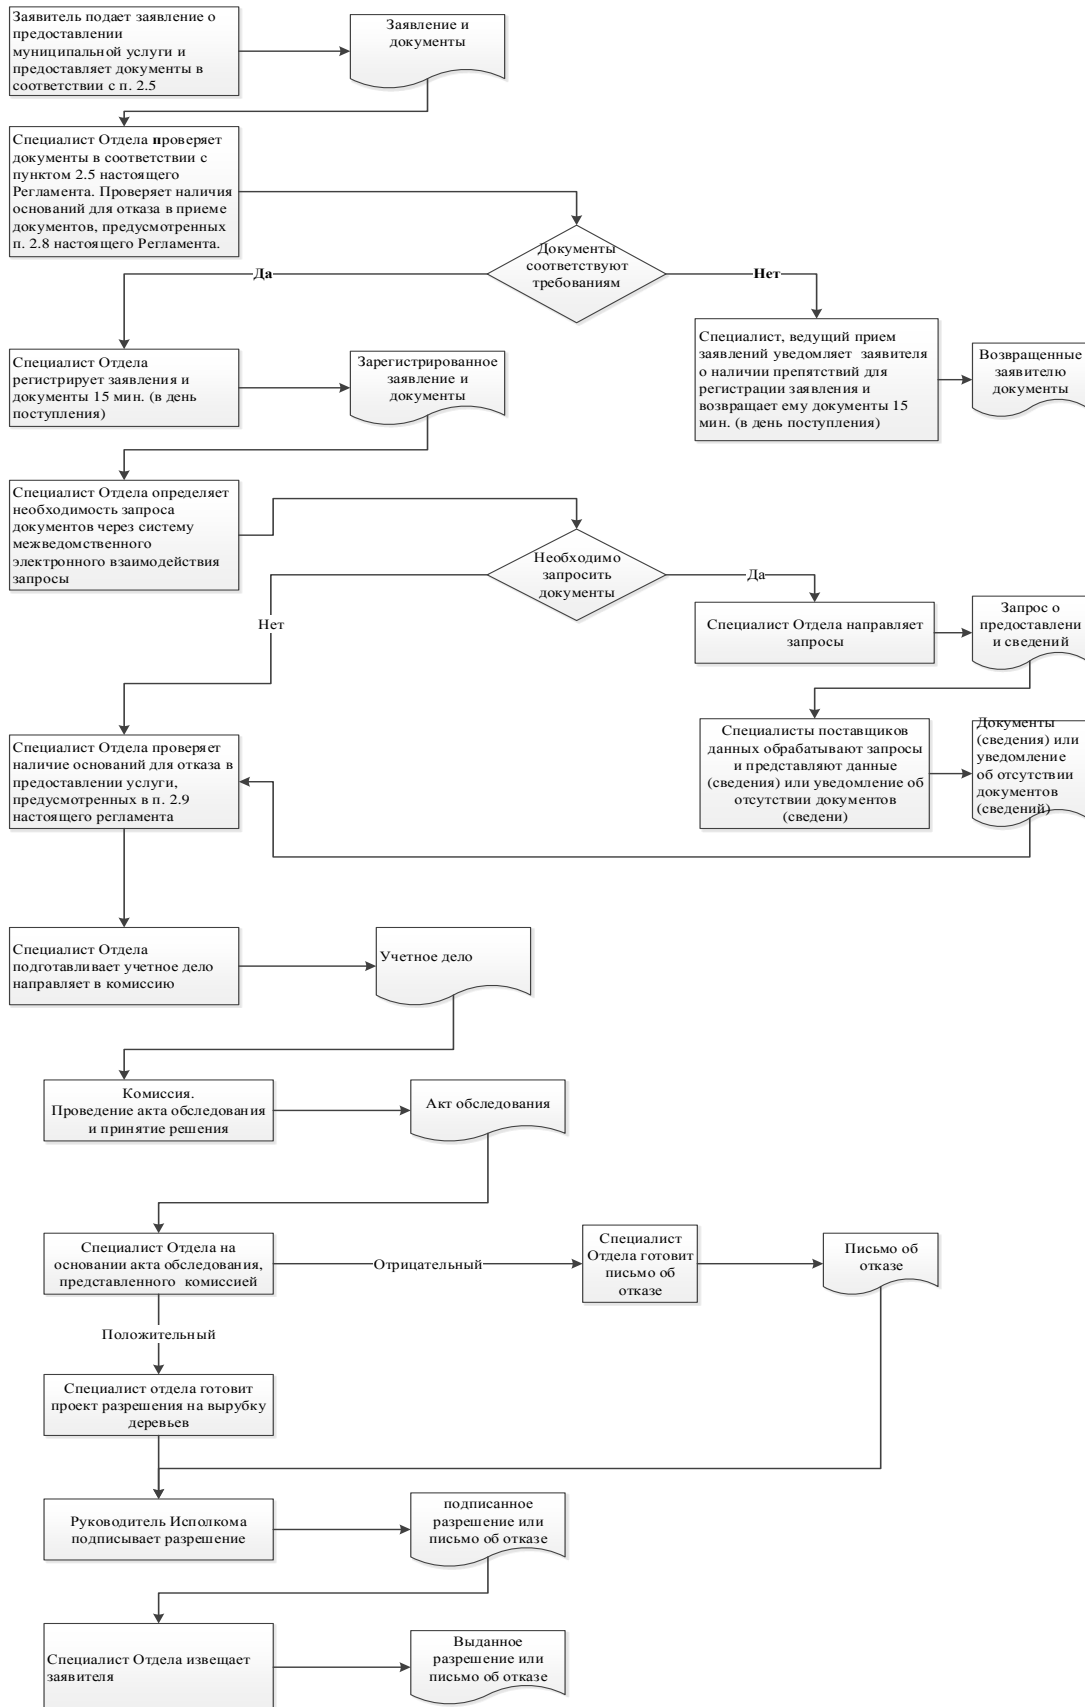 Заявитель подает заявление о
предоставлении
муниципальной услуги и
предоставляет документы в
соответствии с п. 2.5
Заявление и
документы
Специалист Отдела проверяет
документы в соответствии с
пунктом 2.5 настоящего
Регламента. Проверяет наличия
оснований для отказа в приеме
документов, предусмотренных
п. 2.8 настоящего Регламента.
Документы
соответствуют
требованиям
Да
Нет
Специалист Отдела
регистрирует заявления и
документы 15 мин. (в день
поступления)
Зарегистрированное
заявление и
документы
Специалист, ведущий прием
заявлений уведомляет заявителя
о наличии препятствий для
регистрации заявления и
возвращает ему документы 15
мин. (в день поступления)
Возвращенные
заявителю
документы
Специалист Отдела определяет
необходимость запроса
документов через систему
межведомственного
электронного взаимодействия
запросы
Необходимо
запросить
документы
Да
Нет
Специалист Отдела направляет
запросы
Запрос о
предоставлени
и сведений
Специалист Отдела проверяет
наличие оснований для отказа в
предоставлении услуги,
предусмотренных в п. 2.9
настоящего регламента
Специалисты поставщиков
данных обрабатывают запросы
и представляют данные
(сведения) или уведомление об
отсутствии документов
(сведени)
Документы
(сведения) или
уведомление
об отсутствии
документов
(сведений)
Специалист Отдела
подготавливает учетное дело
направляет в комиссию
Учетное дело
Комиссия.
Проведение акта обследования
и принятие решения
Акт обследования
Специалист Отдела на
основании акта обследования,
представленного комиссией
Отрицательный
Специалист
Отдела готовит
письмо об
отказе
Письмо об
отказе
Положительный
Специалист отдела готовит
проект разрешения на вырубку
деревьев
Руководитель Исполкома
подписывает разрешение
подписанное
разрешение или
письмо об отказе
Специалист Отдела извещает
заявителя
Выданное
разрешение или
письмо об отказе